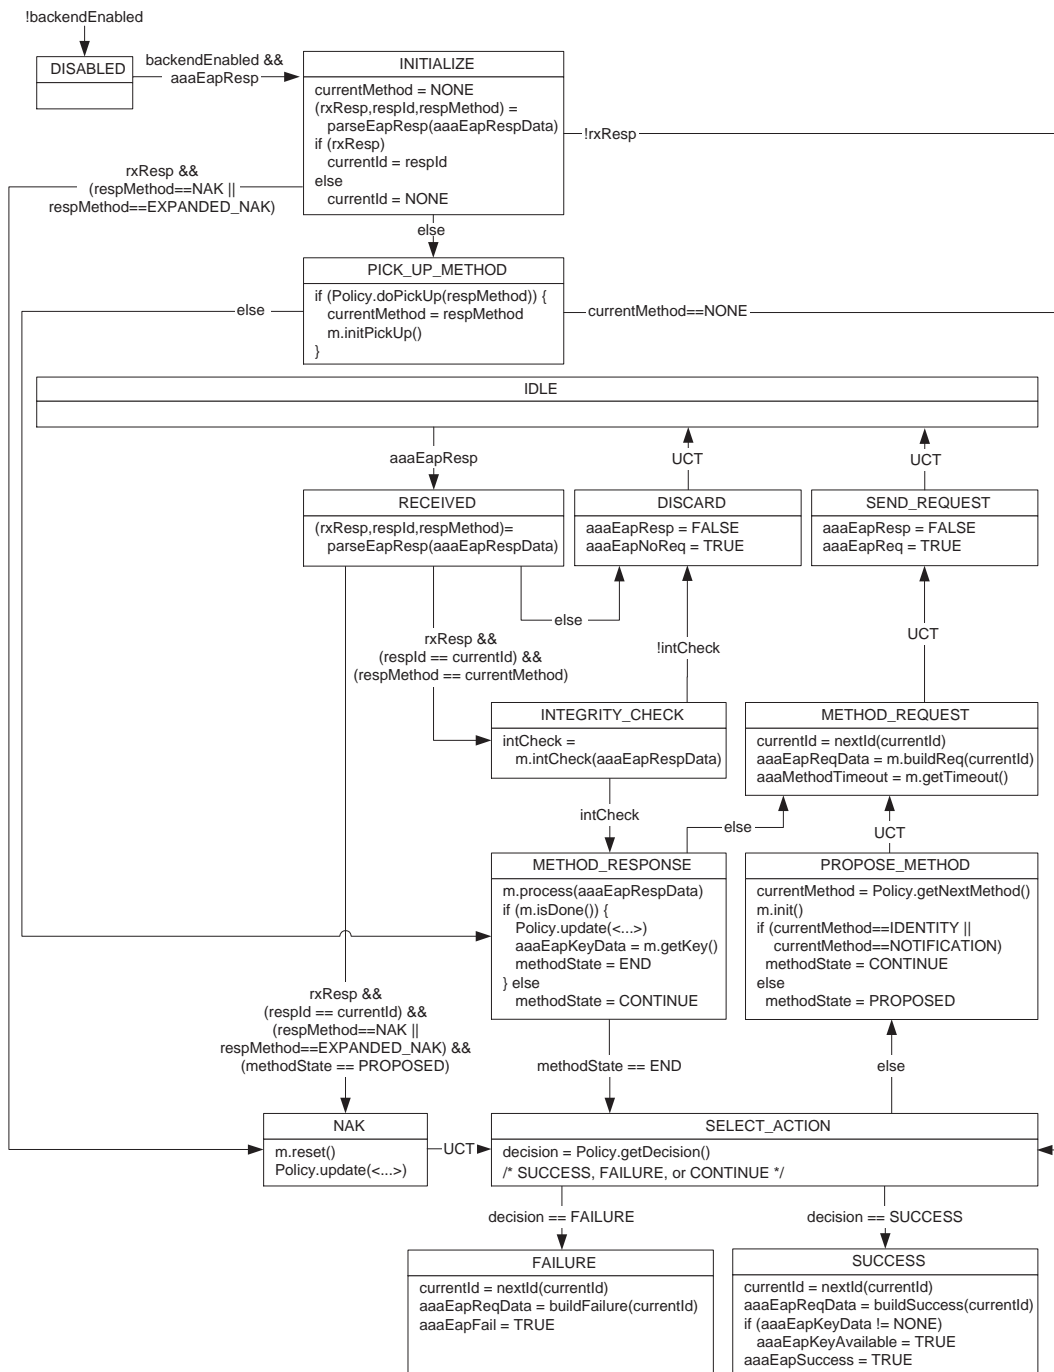 !backendEnabled
DISABLED
backendEnabled &&
aaaEapResp
INITIALIZE
currentMethod = NONE
(rxResp,respId,respMethod) =
parseEapResp(aaaEapRespData)
if (rxResp)
currentId = respId
else
currentId = NONE
!rxResp
rxResp &&
(respMethod==NAK ||
respMethod==EXPANDED_NAK)
else
PICK_UP_METHOD
if (Policy.doPickUp(respMethod)) {
currentMethod = respMethod
m.initPickUp()
}
else
currentMethod==NONE
IDLE
aaaEapResp
UCT
UCT
RECEIVED
(rxResp,respId,respMethod)=
parseEapResp(aaaEapRespData)
DISCARD
aaaEapResp = FALSE
aaaEapNoReq = TRUE
SEND_REQUEST
aaaEapResp = FALSE
aaaEapReq = TRUE
else
rxResp &&
(respId == currentId) &&
(respMethod == currentMethod)
!intCheck
UCT
INTEGRITY_CHECK
intCheck =
m.intCheck(aaaEapRespData)
METHOD_REQUEST
currentId = nextId(currentId)
aaaEapReqData = m.buildReq(currentId)
aaaMethodTimeout = m.getTimeout()
intCheck
else
UCT
METHOD_RESPONSE
m.process(aaaEapRespData)
if (m.isDone()) {
Policy.update(<...>)
aaaEapKeyData = m.getKey()
methodState = END
} else
methodState = CONTINUE
PROPOSE_METHOD
currentMethod = Policy.getNextMethod()
m.init()
if (currentMethod==IDENTITY ||
currentMethod==NOTIFICATION)
methodState = CONTINUE
else
methodState = PROPOSED
rxResp &&
(respId == currentId) &&
(respMethod==NAK ||
respMethod==EXPANDED_NAK) &&
(methodState == PROPOSED)
methodState == END
else
NAK
m.reset()
Policy.update(<...>)
UCT
SELECT_ACTION
decision = Policy.getDecision()
/* SUCCESS, FAILURE, or CONTINUE */
decision == FAILURE
decision == SUCCESS
FAILURE
currentId = nextId(currentId)
aaaEapReqData = buildFailure(currentId)
aaaEapFail = TRUE
SUCCESS
currentId = nextId(currentId)
aaaEapReqData = buildSuccess(currentId)
if (aaaEapKeyData != NONE)
aaaEapKeyAvailable = TRUE
aaaEapSuccess = TRUE